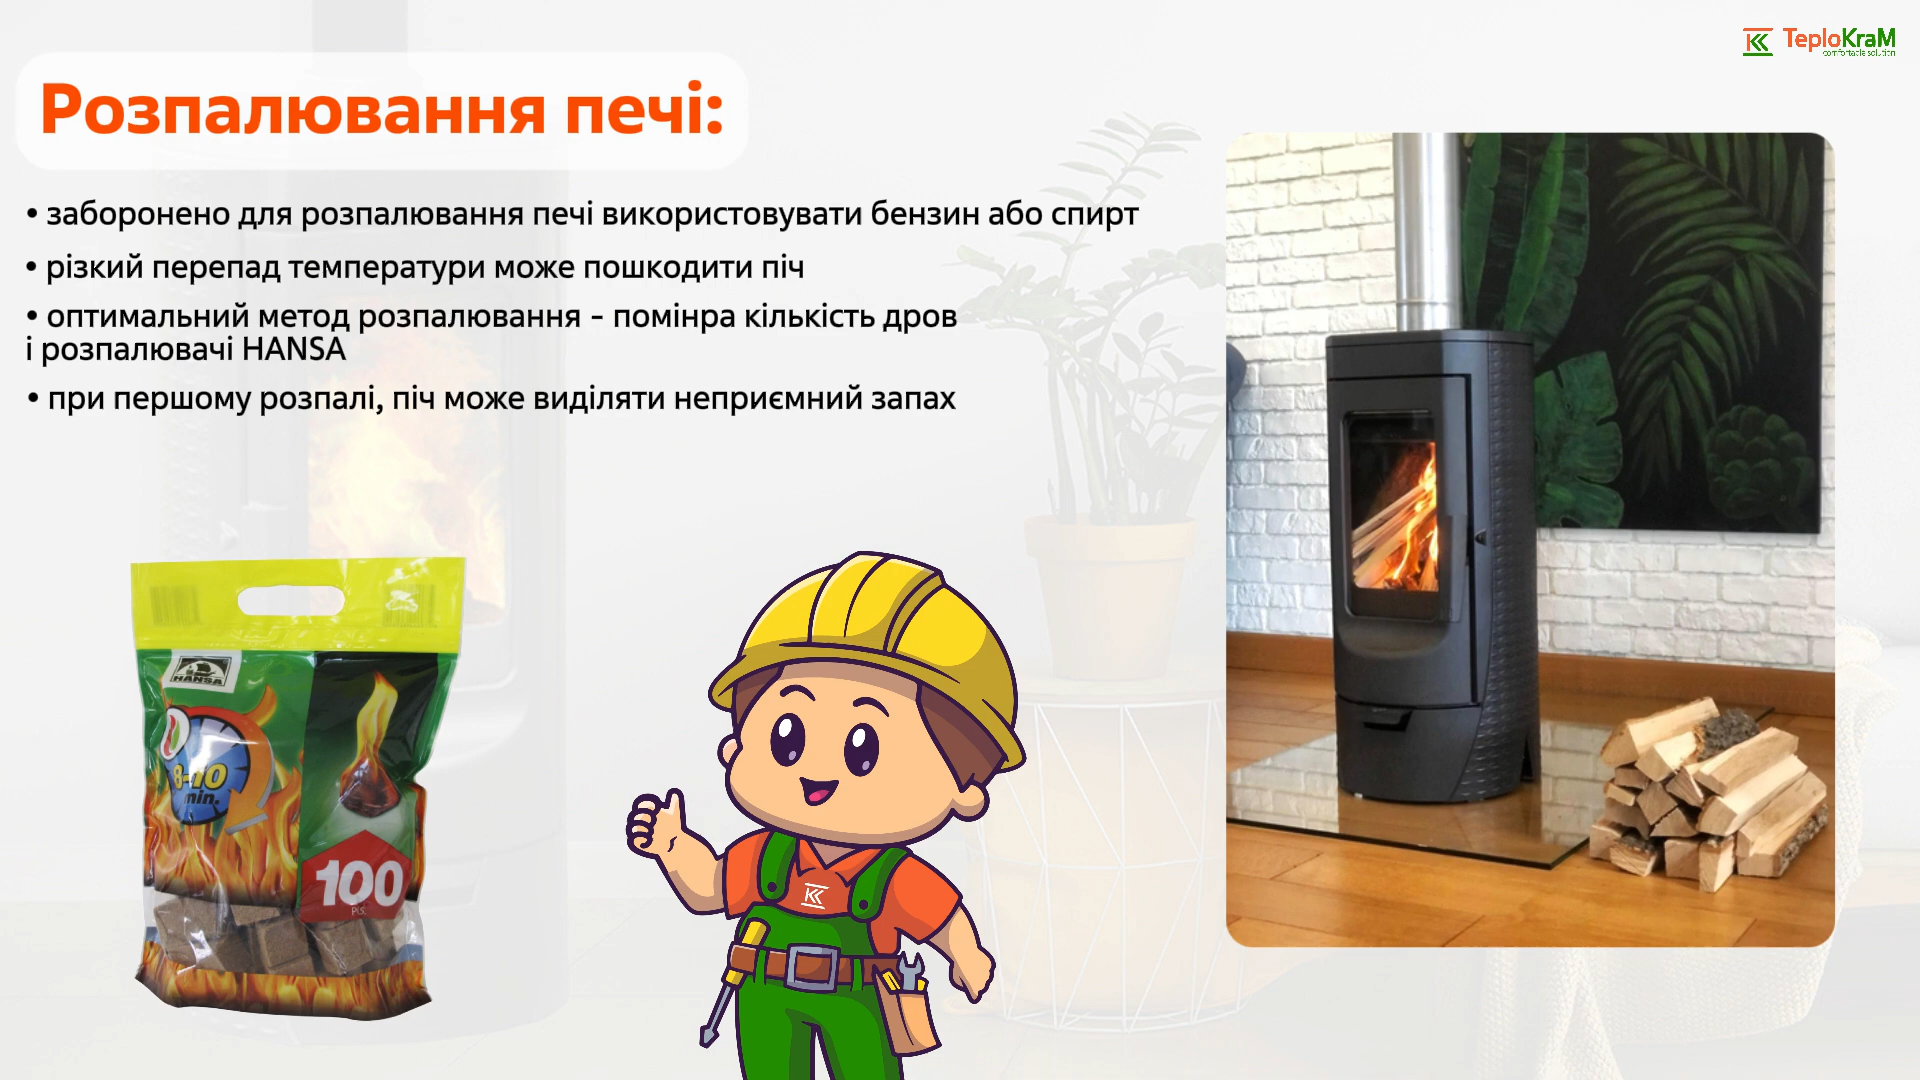 TeploKraM
comfortable solution
Розпалювання печі:
• заборонено для розпалювання печі використовувати бензин або спирт
• різкий перепад температури може пошкодити піч
• оптимальний метод розпалювання - помінра кількість дров
і розпалювачі HANSA
• при першому розпалі, піч може виділяти неприємний запах
HANSA
8-10
min.
100